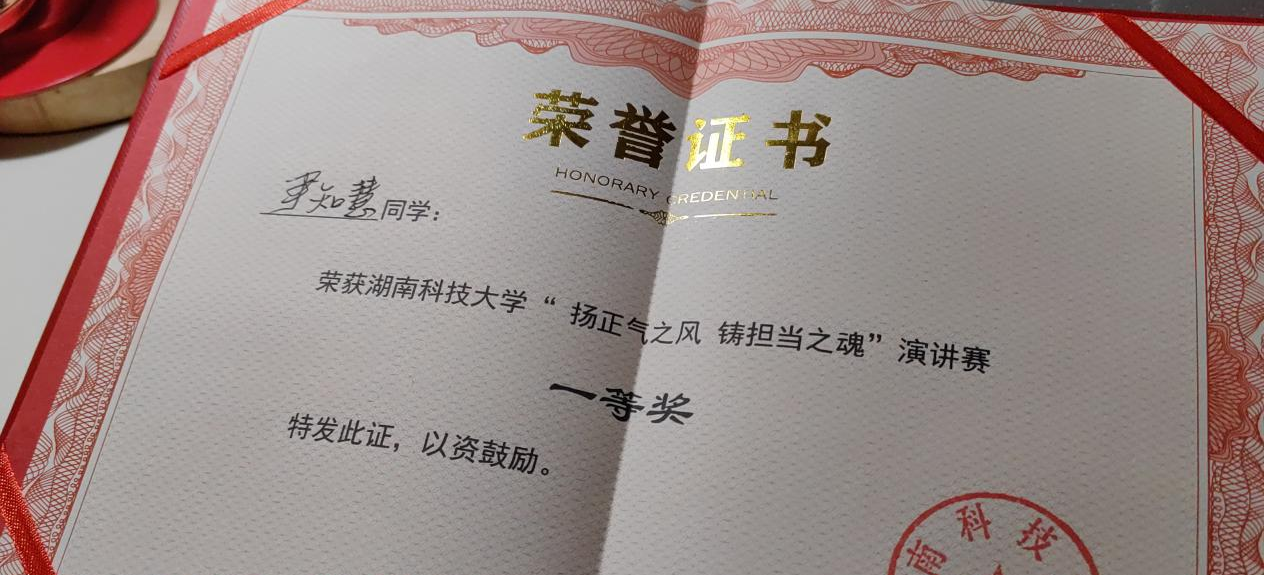 荣誉证书
HONORARY CREDENTIAL
知慧同学：
荣获湖南科技大学“ 扬正气之风 铸担当之魂”演讲赛
一等奖
特发此证，以资鼓励。
南科技